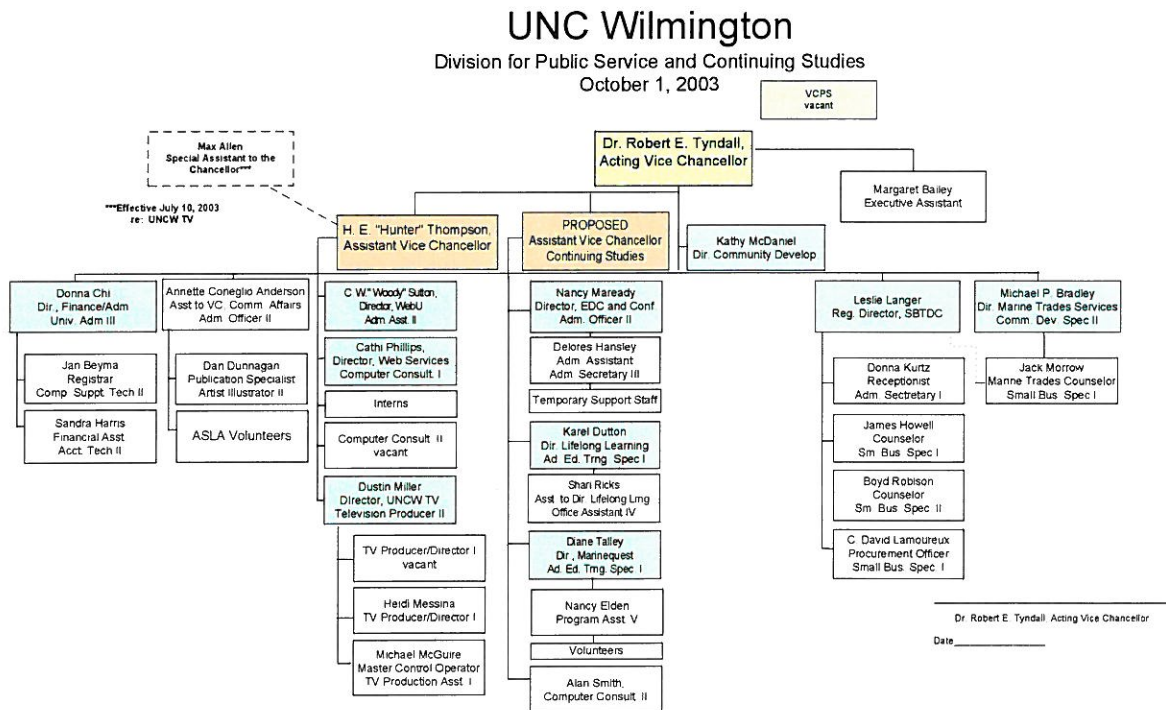 UNC Wilmington
Division for Public Service and Continuing Studies
October 1, 2003
VCPS
vacant
Max Allen
Special Assistant to the
Chancellor***
Dr. Robert E. Tyndall,
Acting Vice Chancellor
Margaret Bailey
Executive Assistant
***Effective July 10, 2003
re: UNCW TV
H. E. "Hunter" Thompson,
Assistant Vice Chancellor
PROPOSED
Assistant Vice Chancellor
Continuing Studies
Kathy McDaniel
Dir. Community Develop
Donna Chi
Dir., Finance/Adm
Univ. Adm III
Jan Beyma
Registrar
Comp Suppt. Tech II
Sandra Harris
Financial Asst
Acct. Tech II
Annette Coneglio Anderson
Asst to VC. Comm. Affairs
Adm. Officer II
Dan Dunnagan
Publication Specialist
Artist Illustrator II
ASLA Volunteers
C. W. "Woody" Sutton,
Director, WebU
Adm. Asst. II
Cathi Phillips,
Director, Web Services
Computer Consult. I
Interns
Computer Consult II
vacant
Dustin Miller
Director, UNCW TV
Television Producer II
TV Producer/Director I
vacant
Heidi Messina
TV Producer/Director I
Michael McGuire
Master Control Operator
TV Production Asst. I
Nancy Maready
Director, EDC and Conf
Adm. Officer II
Delores Hansley
Adm. Assistant
Adm. Secretary III
Temporary Support Staff
Karel Dutton
Dir. Lifelong Learning
Ad. Ed. Trng. Spec I
Shari Ricks
Asst to Dir. Lifelong Lrng
Office Assistant IV
Diane Talley
Dir., Marinequest
Ad. Ed. Trng. Spec. I
Nancy Elden
Program Asst. V
Volunteers
Alan Smith,
Computer Consult. II
Leslie Langer
Reg. Director, SBTDC
Donna Kurtz
Receptionist
Adm. Sectretary I
James Howell
Counselor
Sm. Bus. Spec I
Boyd Robison
Counselor
Sm. Bus. Spec II
C. David Lamoureux
Procurement Officer
Small Bus. Spec. I
Michael P. Bradley
Dir. Marine Trades Services
Comm. Dev. Spec II
Jack Morrow
Marine Trades Counselor
Small Bus. Spec I
Dr. Robert E. Tyndall, Acting Vice Chancellor
Date